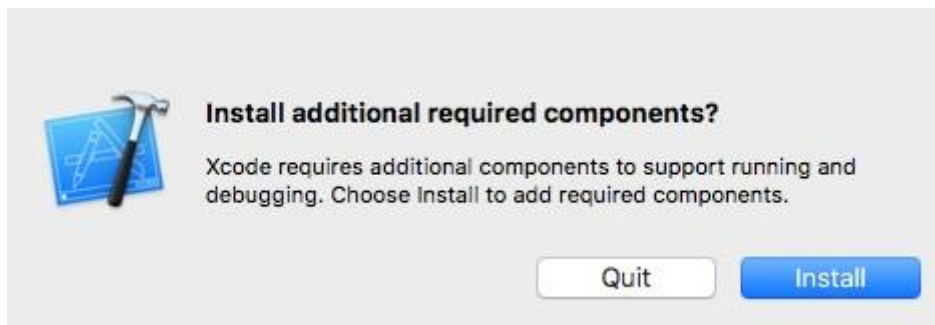 Install additional required components?
Xcode requires additional components to support running and
debugging. Choose Install to add required components.
Quit
Install